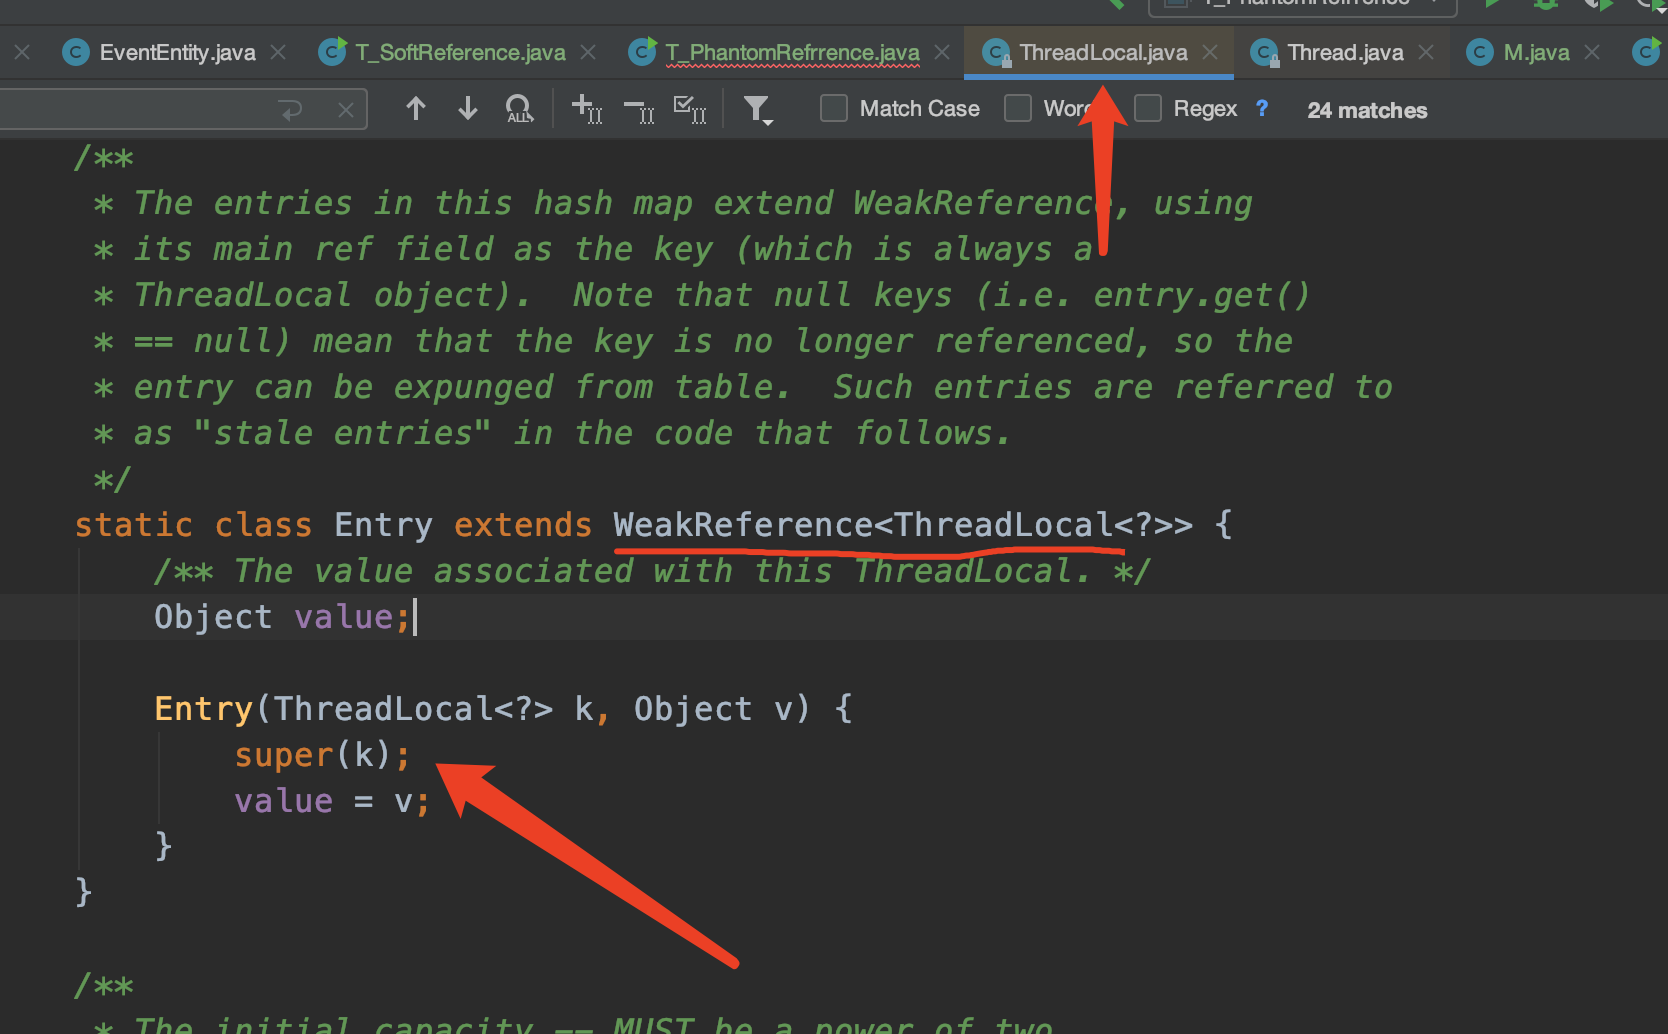 EventEntity.java T_SoftReference.java T_PhantomRefrrence.java ThreadLocal.java Thread.java M.java
ALL Match Case Regex ? 24 matches
/**
* The entries in this hash map extend WeakReference, using
* its main ref field as the key (which is always a
* ThreadLocal object).  Note that null keys (i.e. entry.get()
* == null) mean that the key is no longer referenced, so the
* entry can be expunged from table.  Such entries are referred to
* as "stale entries" in the code that follows.
*/
static class Entry extends WeakReference<ThreadLocal<?>> {
/** The value associated with this ThreadLocal. */
Object value;
Entry(ThreadLocal<?> k, Object v) {
super(k);
value = v;
}
}
/**
* The initial capacity -- MUST be a power of two